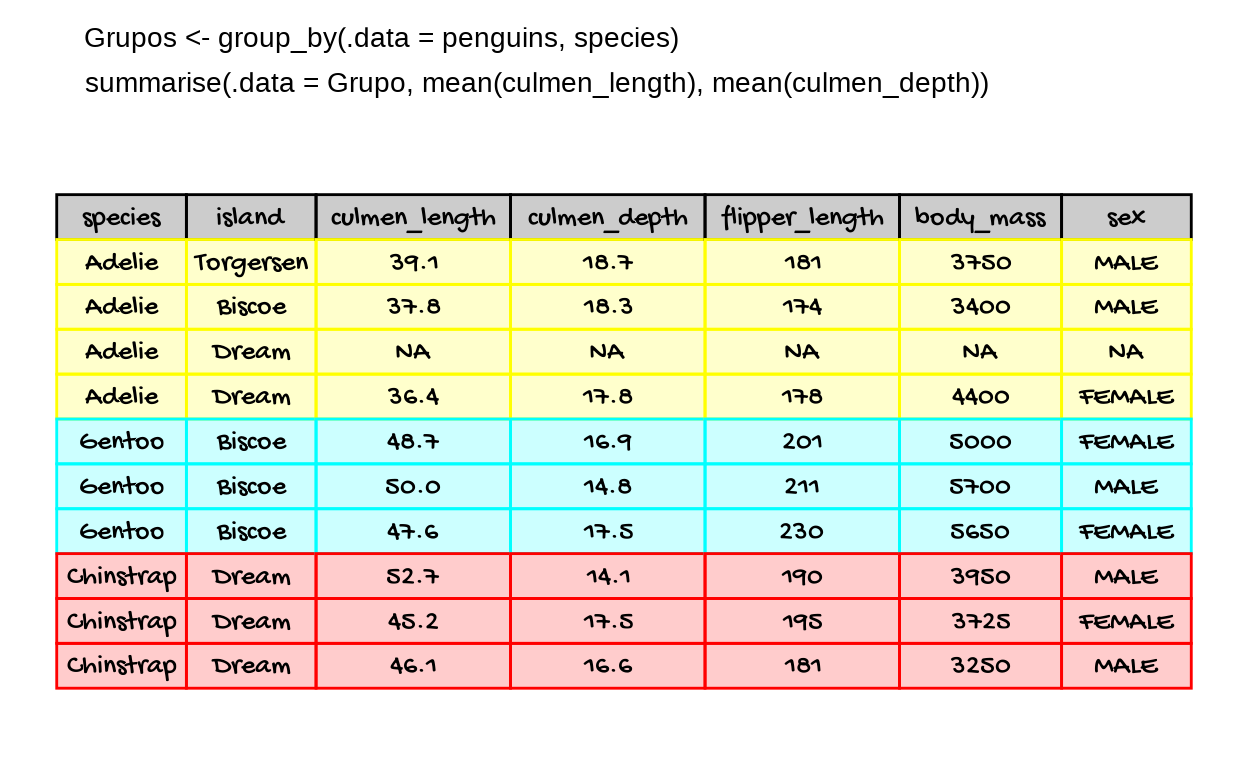 Grupos <- group_by(.data = penguins, species)
summarise(.data = Grupo, mean(culmen_length), mean(culmen_depth))
species island culmen_length culmen_depth flipper_length body_mass sex
Adelie Torgersen 39.1 18.7 181 3750 MALE
Adelie Biscoe 37.8 18.3 174 3400 MALE
Adelie Dream NA NA NA NA NA
Adelie Dream 36.4 17.8 178 4400 FEMALE
Gentoo Biscoe 48.7 16.9 201 5000 FEMALE
Gentoo Biscoe 50.0 14.8 211 5700 MALE
Gentoo Biscoe 47.6 17.5 230 5650 FEMALE
Chinstrap Dream 52.7 14.1 190 3950 MALE
Chinstrap Dream 45.2 17.5 195 3725 FEMALE
Chinstrap Dream 46.1 16.6 181 3250 MALE